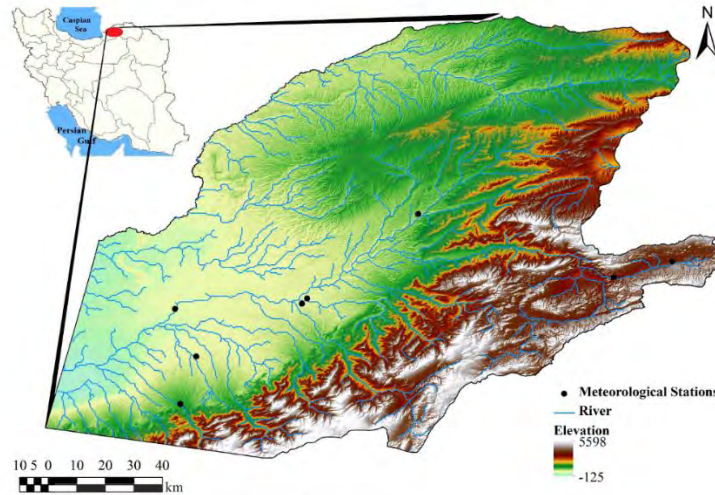 Caspian
Sea
Persian
Gulf
N
Meteorological Stations
River
Elevation
5598
-125
10 5 0 10 20 30 40
km